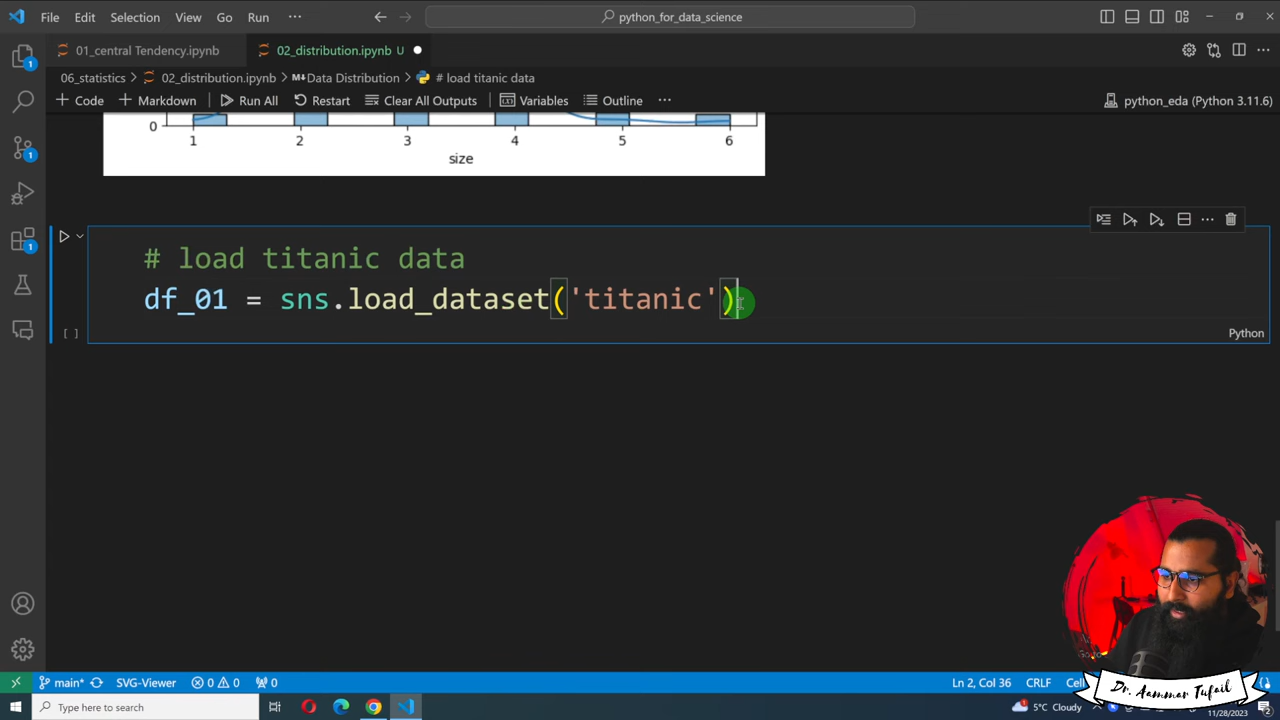 File Edit Selection View Go Run ··· python_for_data_science
01_central Tendency.ipynb 02_distribution.ipynb U
06_statistics > 02_distribution.ipynb > M↓Data Distribution > # load titanic data
+ Code + Markdown Run All Restart Clear All Outputs Variables Outline ··· python_eda (Python 3.11.6)
0
1 2 3 4 5 6
size
# load titanic data
df_01 = sns.load_dataset('titanic')
[ ] Python
main* SVG-Viewer 0 0 0 Ln 2, Col 36 CRLF
Dr. Aammar Tufail
Type here to search 5°C Cloudy
11/28/2023